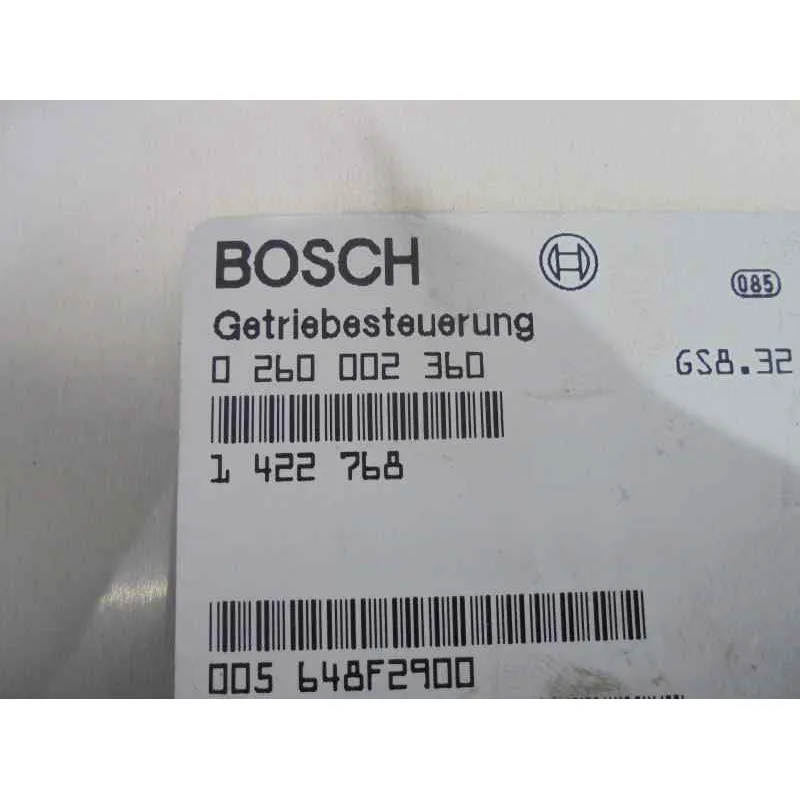 BOSCH
085
Getriebesteuerung
0 260 002 360 GS8.32
1 422 768
005 648F2900